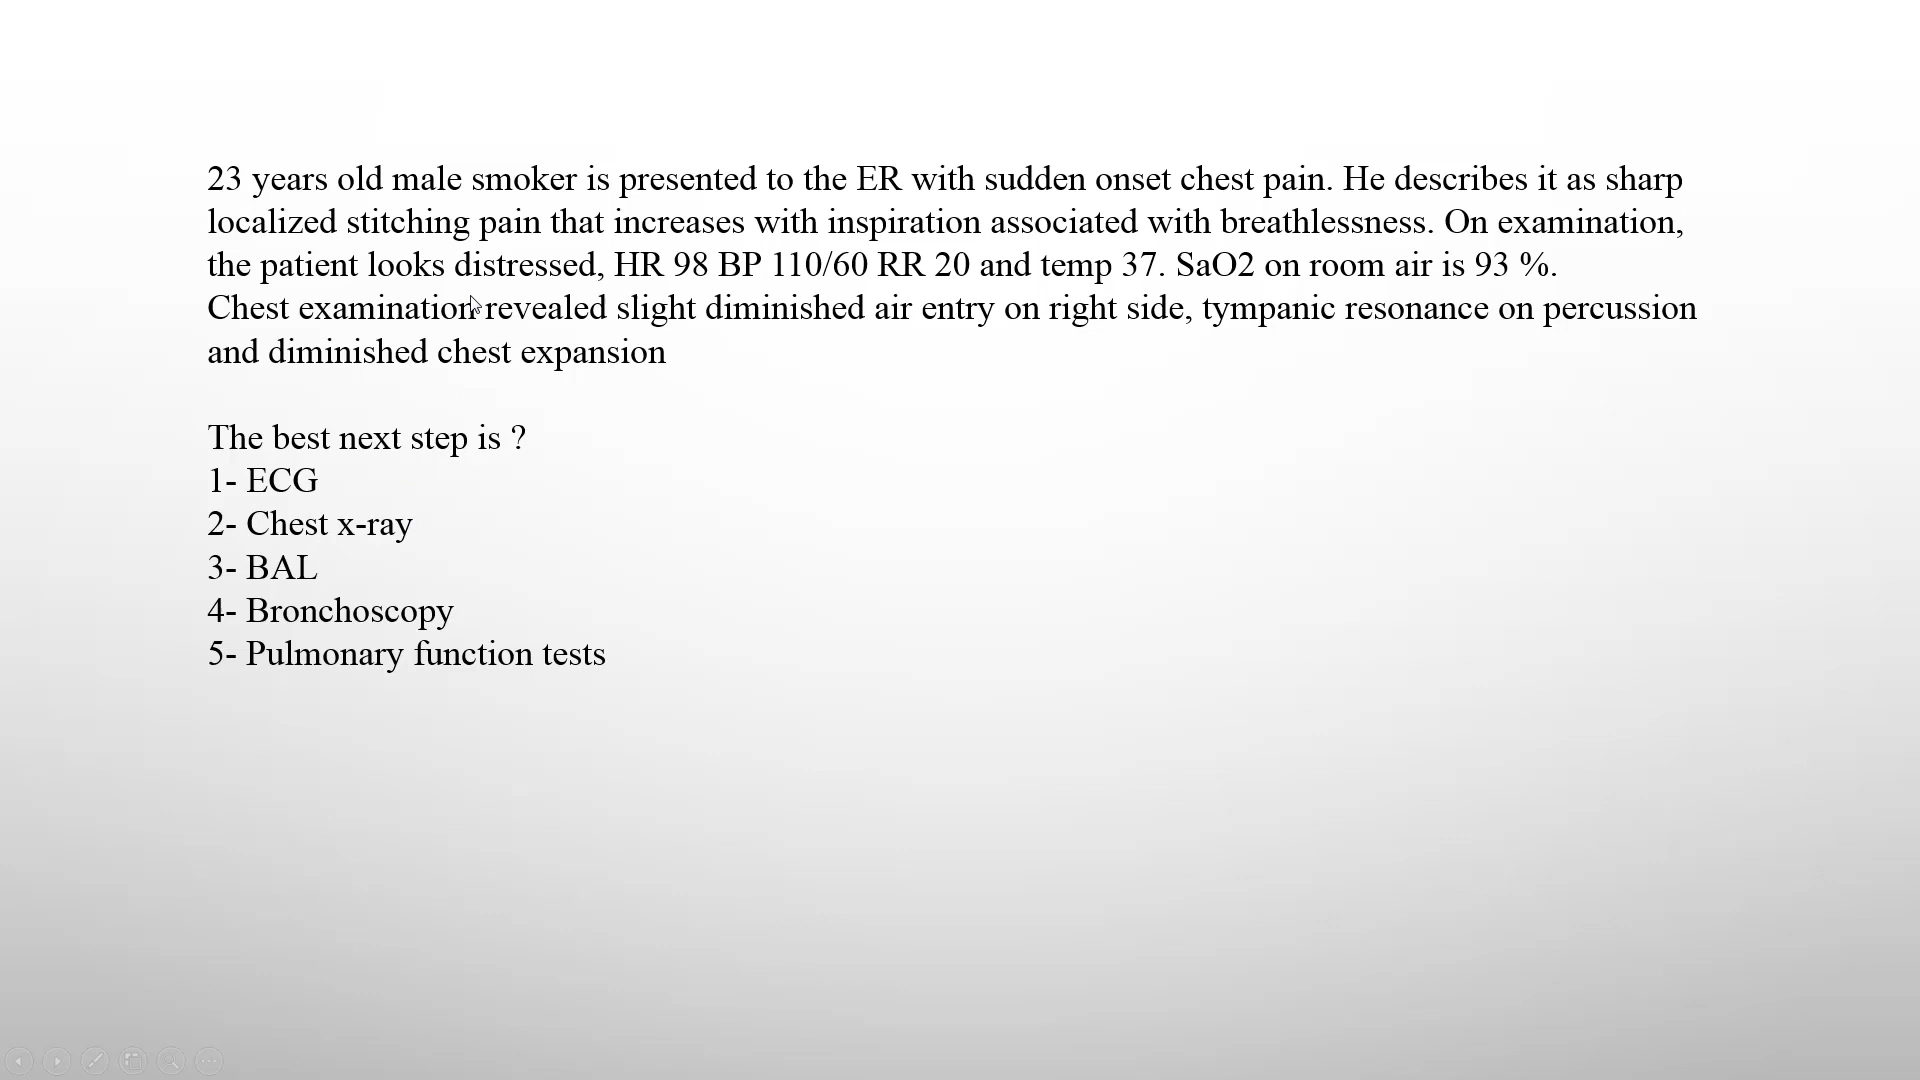 23 years old male smoker is presented to the ER with sudden onset chest pain. He describes it as sharp
localized stitching pain that increases with inspiration associated with breathlessness. On examination,
the patient looks distressed, HR 98 BP 110/60 RR 20 and temp 37. SaO2 on room air is 93 %.
Chest examination revealed slight diminished air entry on right side, tympanic resonance on percussion
and diminished chest expansion
The best next step is ?
1- ECG
2- Chest x-ray
3- BAL
4- Bronchoscopy
5- Pulmonary function tests